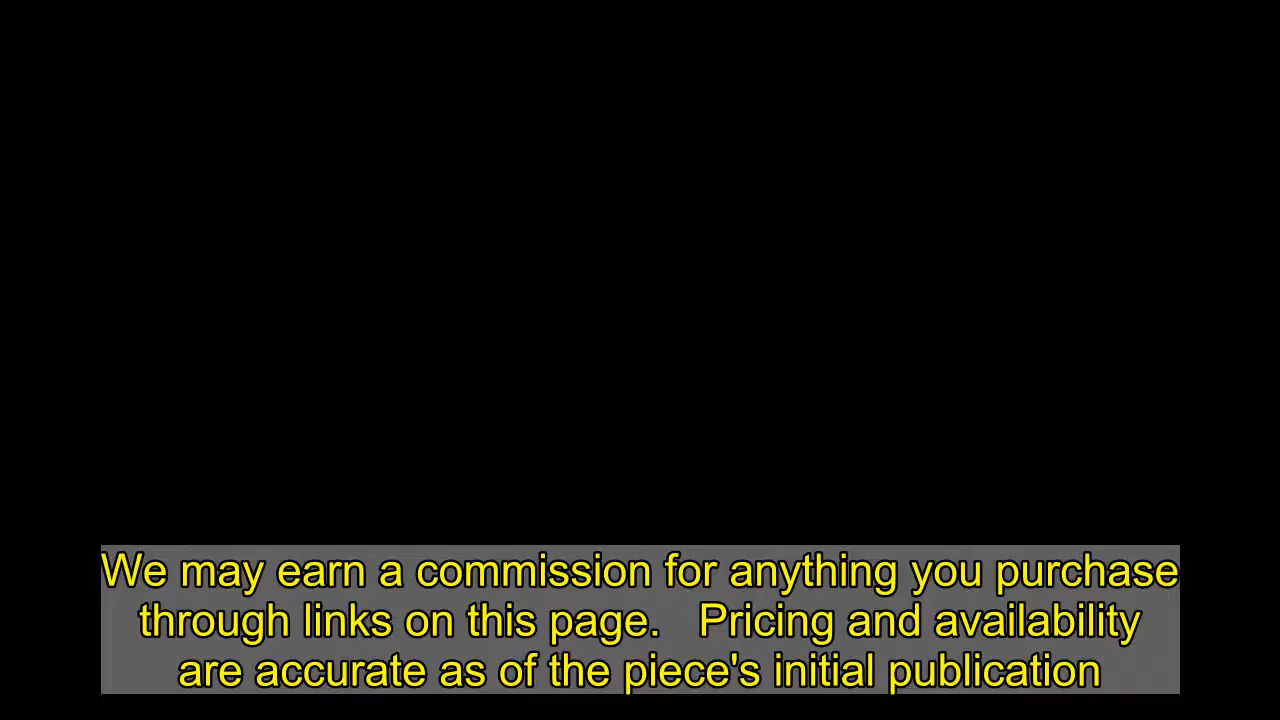 We may earn a commission for anything you purchase
through links on this page.   Pricing and availability
are accurate as of the piece's initial publication